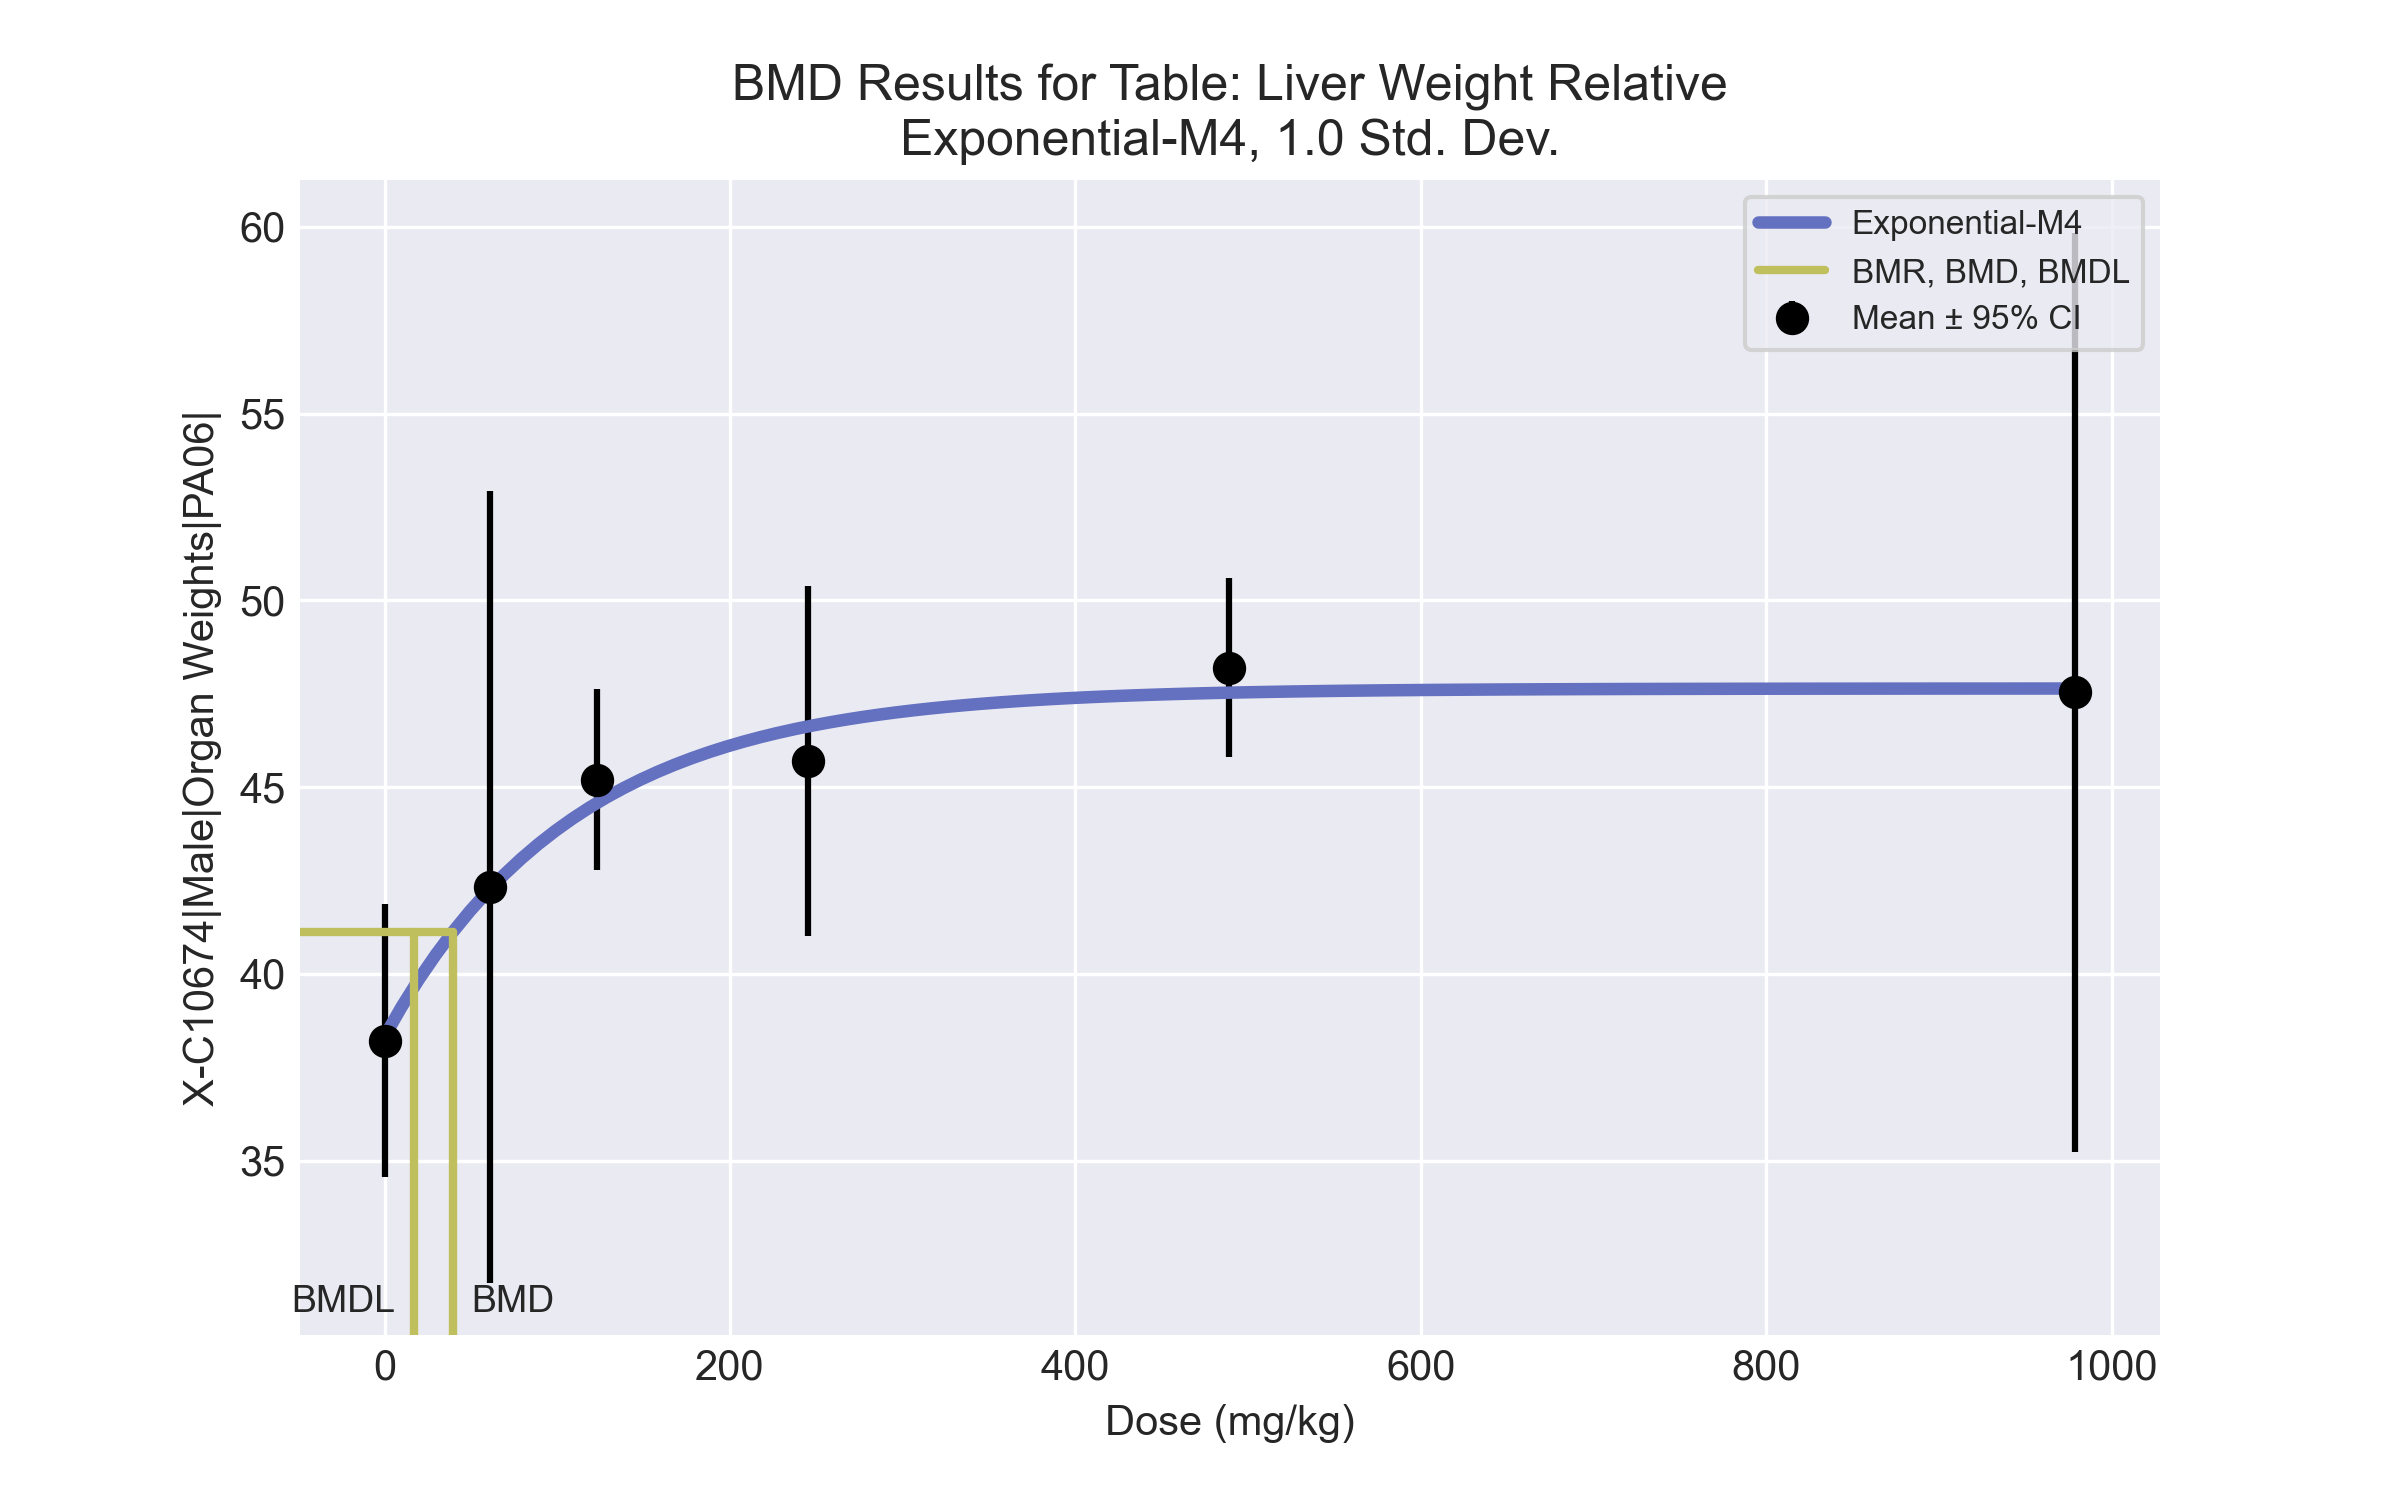 BMD Results for Table: Liver Weight Relative
Exponential-M4, 1.0 Std. Dev.
Exponential-M4
BMR, BMD, BMDL
Mean ± 95% CI
X-C10674|Male|Organ Weights|PA06|
60
55
50
45
40
35
BMDL
BMD
0
200
400
600
800
1000
Dose (mg/kg)